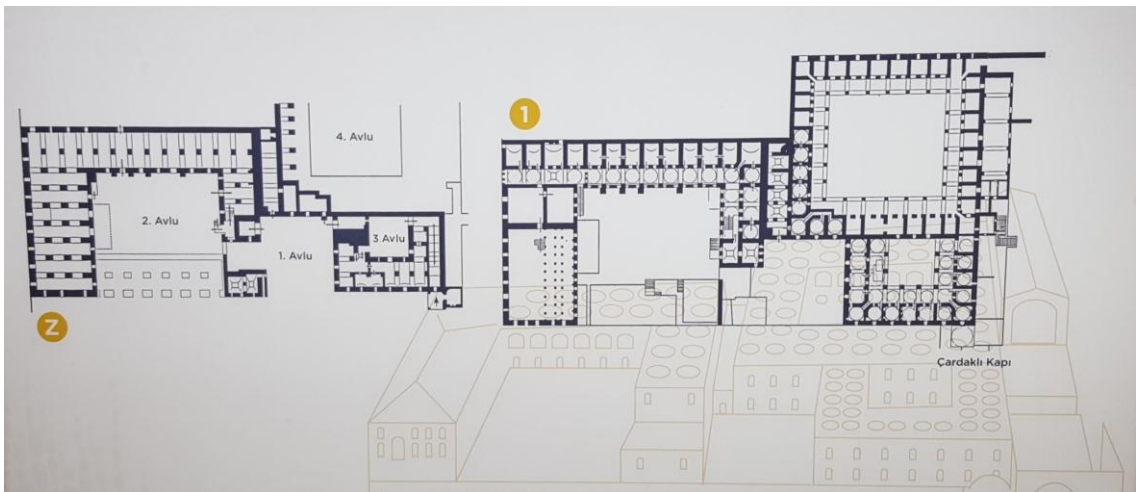 1
4. Avlu
2. Avlu
1. Avlu
3. Avlu
Z
Çardaklı Kapı